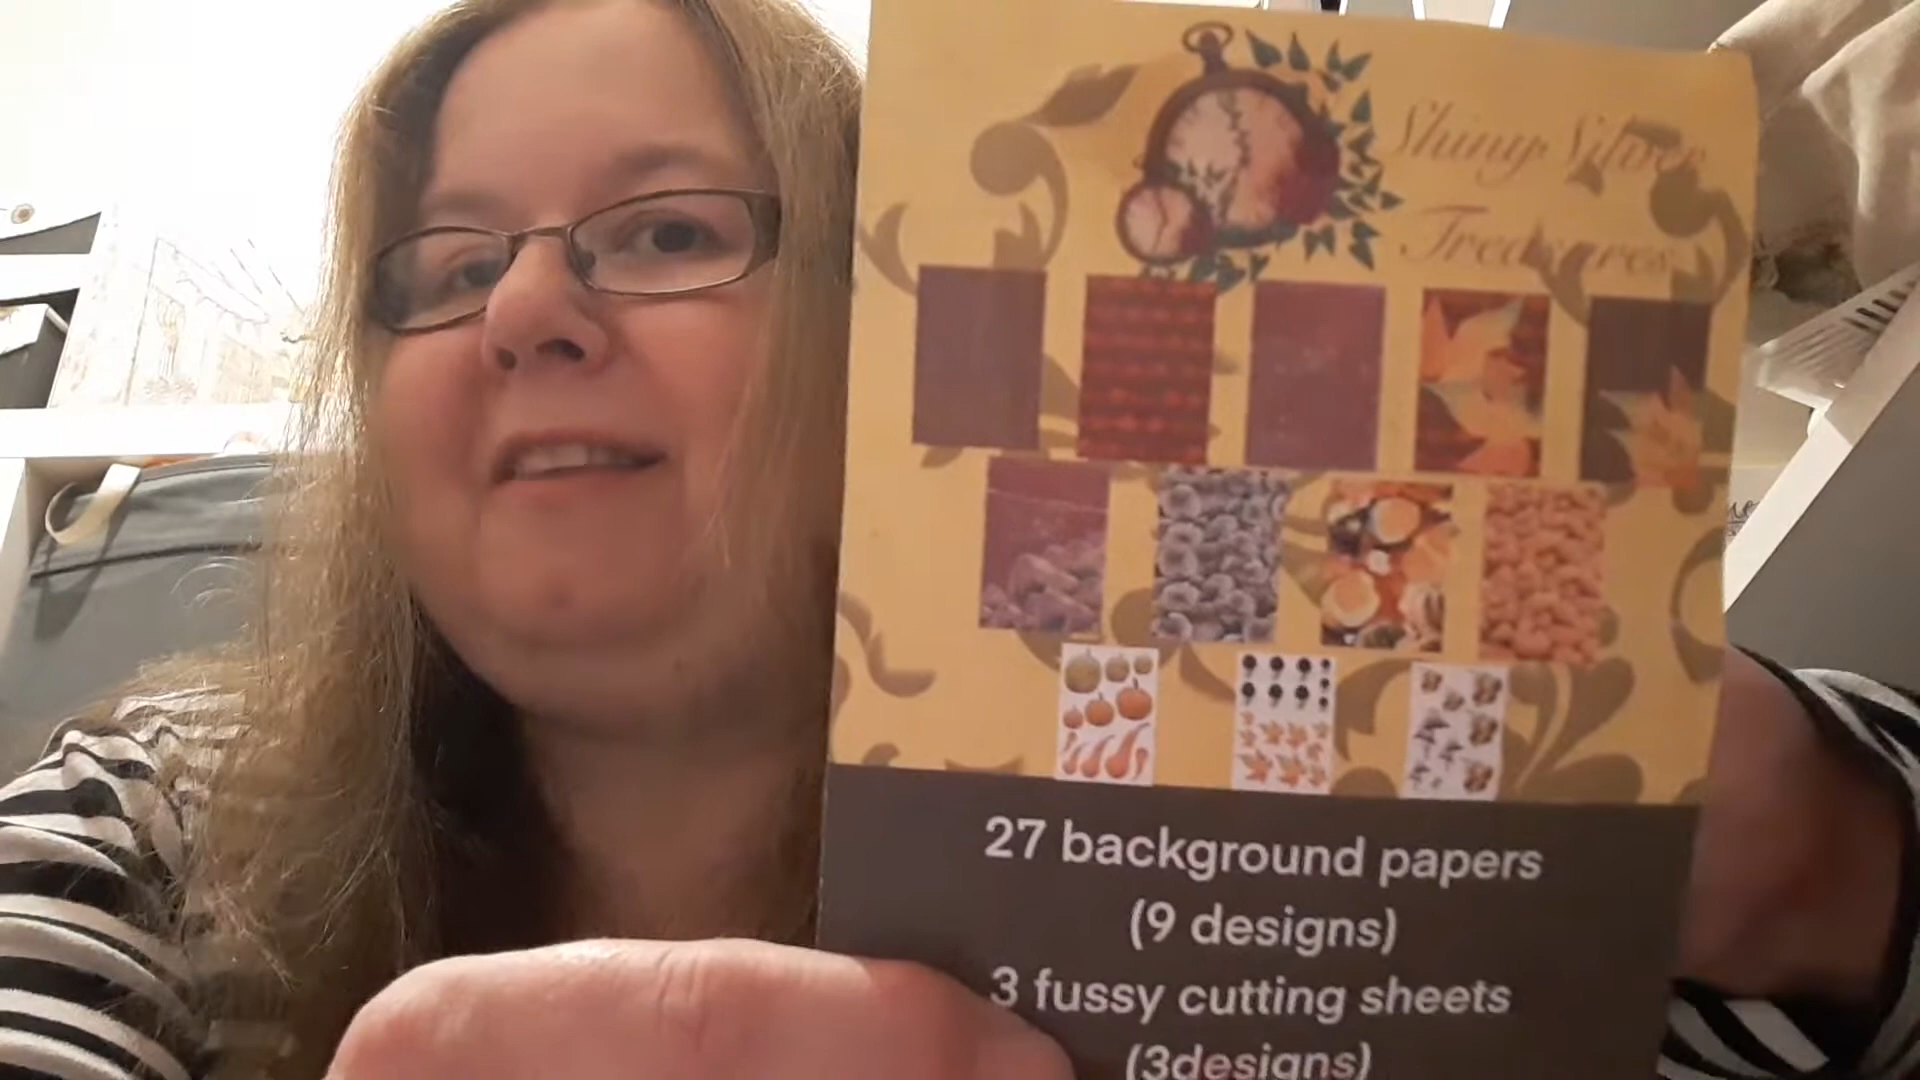 Shiny Silver
Treasures
27 background papers
(9 designs)
3 fussy cutting sheets
(3designs)